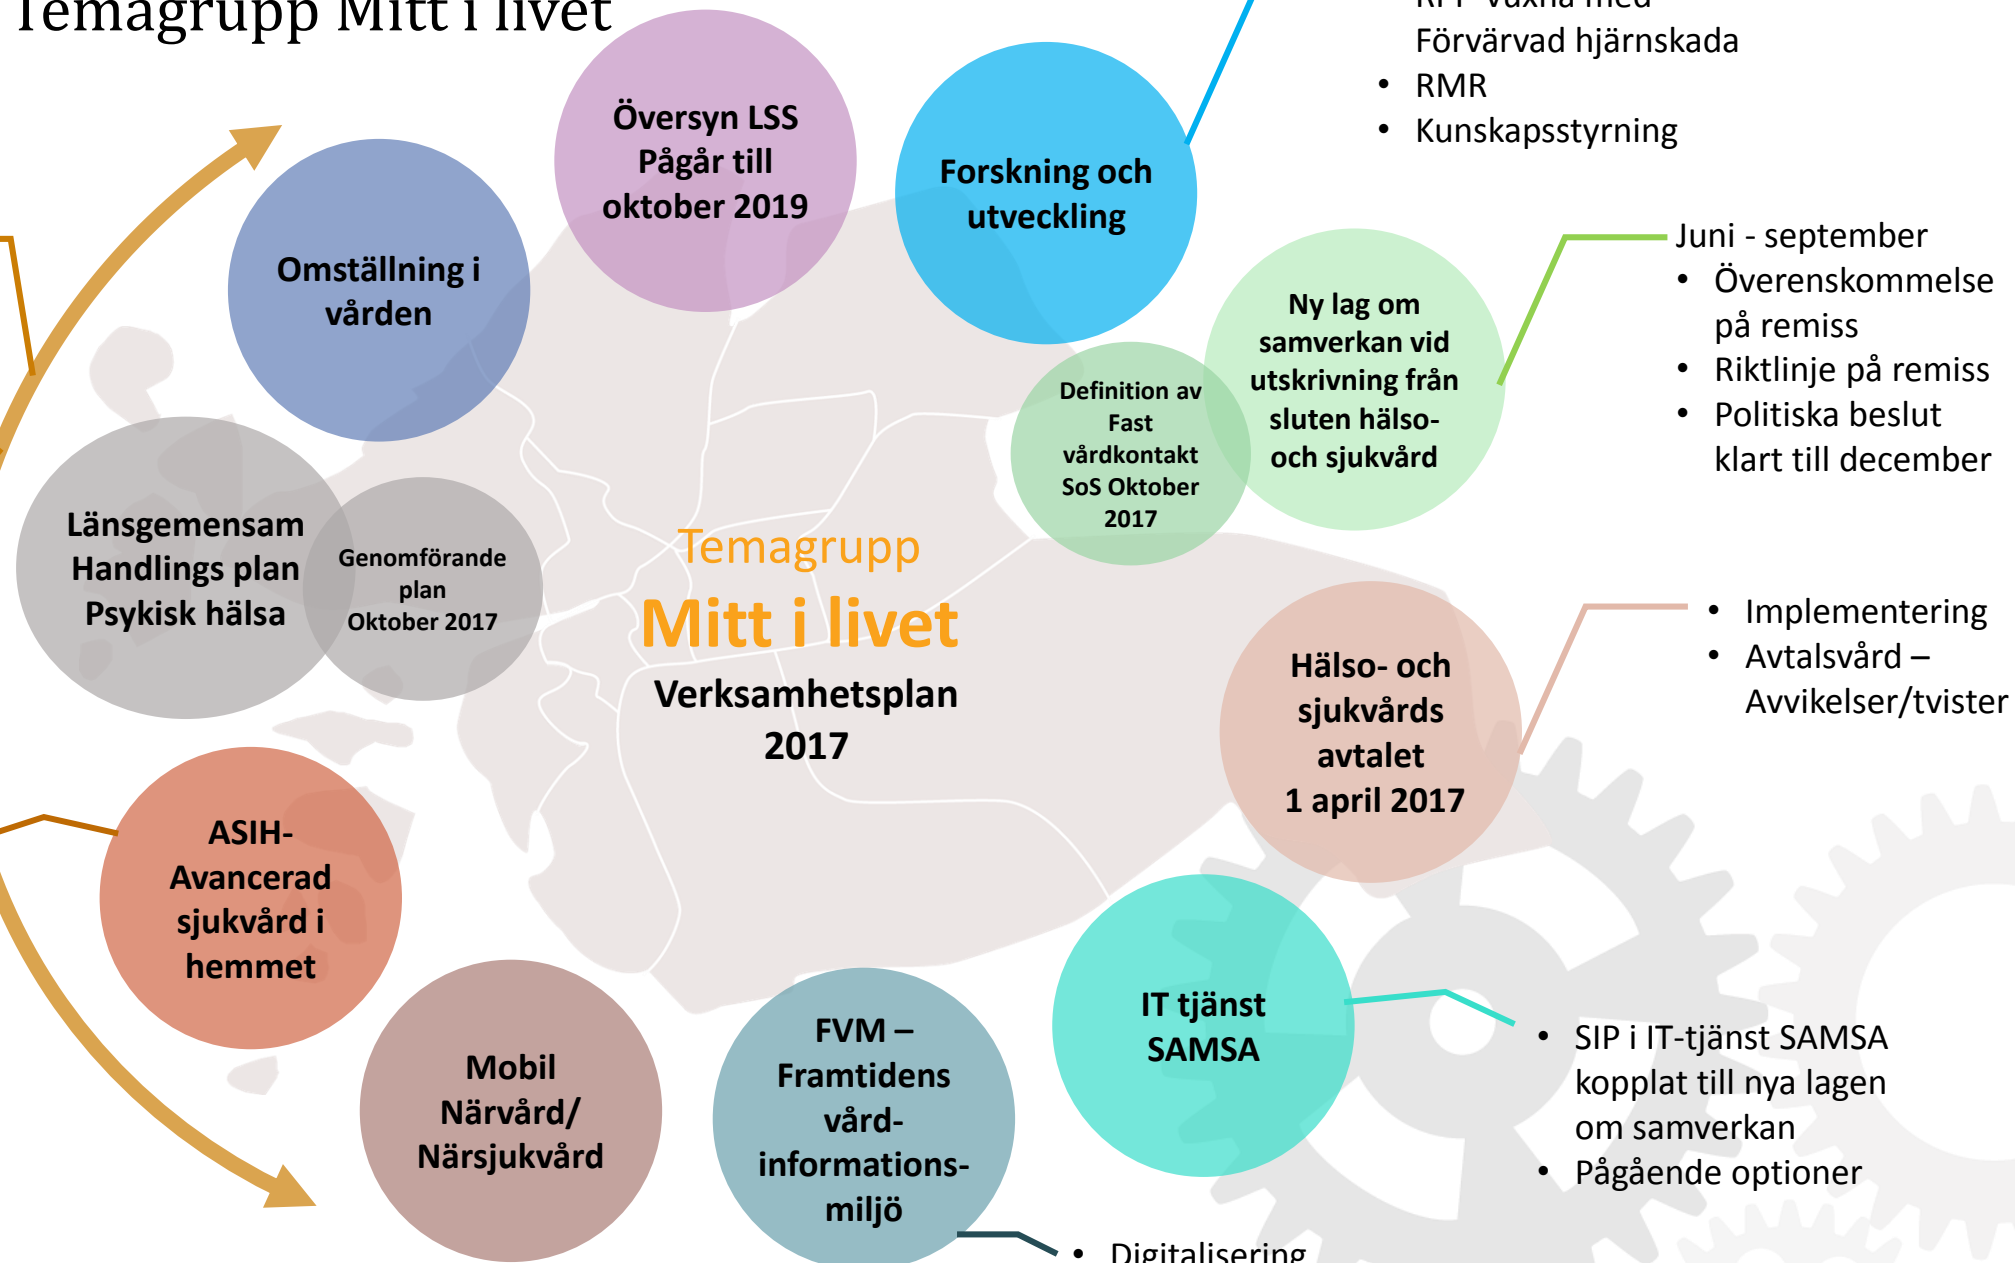 Temagrupp Mitt i livet
Översyn LSS
Pågår till
oktober 2019
Forskning och
utveckling
RPP Vuxna med
Förvärvad hjärnskada
• RMR
• Kunskapsstyrning
Omställning i
vården
Ny lag om
samverkan vid
utskrivning från
sluten hälso-
och sjukvård
Definition av
Fast
vårdkontakt
SoS Oktober
2017
Juni - september
• Överenskommelse
på remiss
• Riktlinje på remiss
• Politiska beslut
klart till december
Länsgemensam
Handlings plan
Psykisk hälsa
Genomförande
plan
Oktober 2017
Temagrupp
Mitt i livet
Verksamhetsplan
2017
Hälso- och
sjukvårds
avtalet
1 april 2017
• Implementering
• Avtalsvård –
Avvikelser/tvister
ASIH-
Avancerad
sjukvård i
hemmet
Mobil
Närvård/
Närsjukvård
FVM –
Framtidens
vård-
informations-
miljö
IT tjänst
SAMSA
• SIP i IT-tjänst SAMSA
kopplat till nya lagen
om samverkan
• Pågående optioner
• Digitalisering